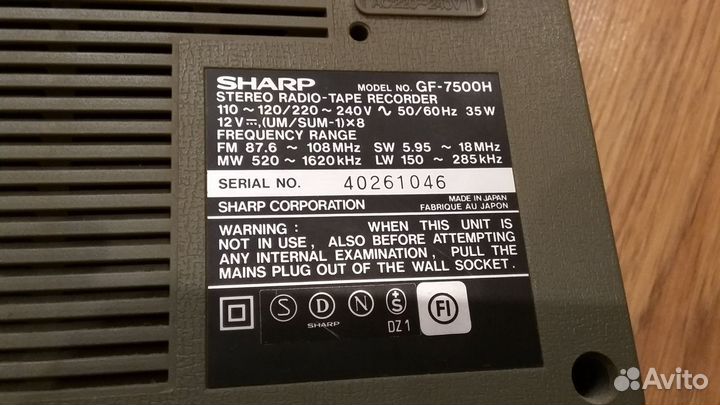 AC220~240V
SHARP MODEL NO. GF-7500H
STEREO RADIO-TAPE RECORDER
110 ~ 120/220 ~ 240V ∿ 50/60Hz 35W
12V⎓,(UM/SUM-1)×8
FREQUENCY RANGE
FM 87.6 ~ 108MHz SW 5.95 ~ 18MHz
MW 520 ~ 1620kHz LW 150 ~ 285kHz
SERIAL NO. 40261046
SHARP CORPORATION MADE IN JAPAN
FABRIQUE AU JAPON
WARNING : WHEN THIS UNIT IS
NOT IN USE, ALSO BEFORE ATTEMPTING
ANY INTERNAL EXAMINATION, PULL THE
MAINS PLUG OUT OF THE WALL SOCKET.
S D N +S FI
SHARP DZ1
Avito